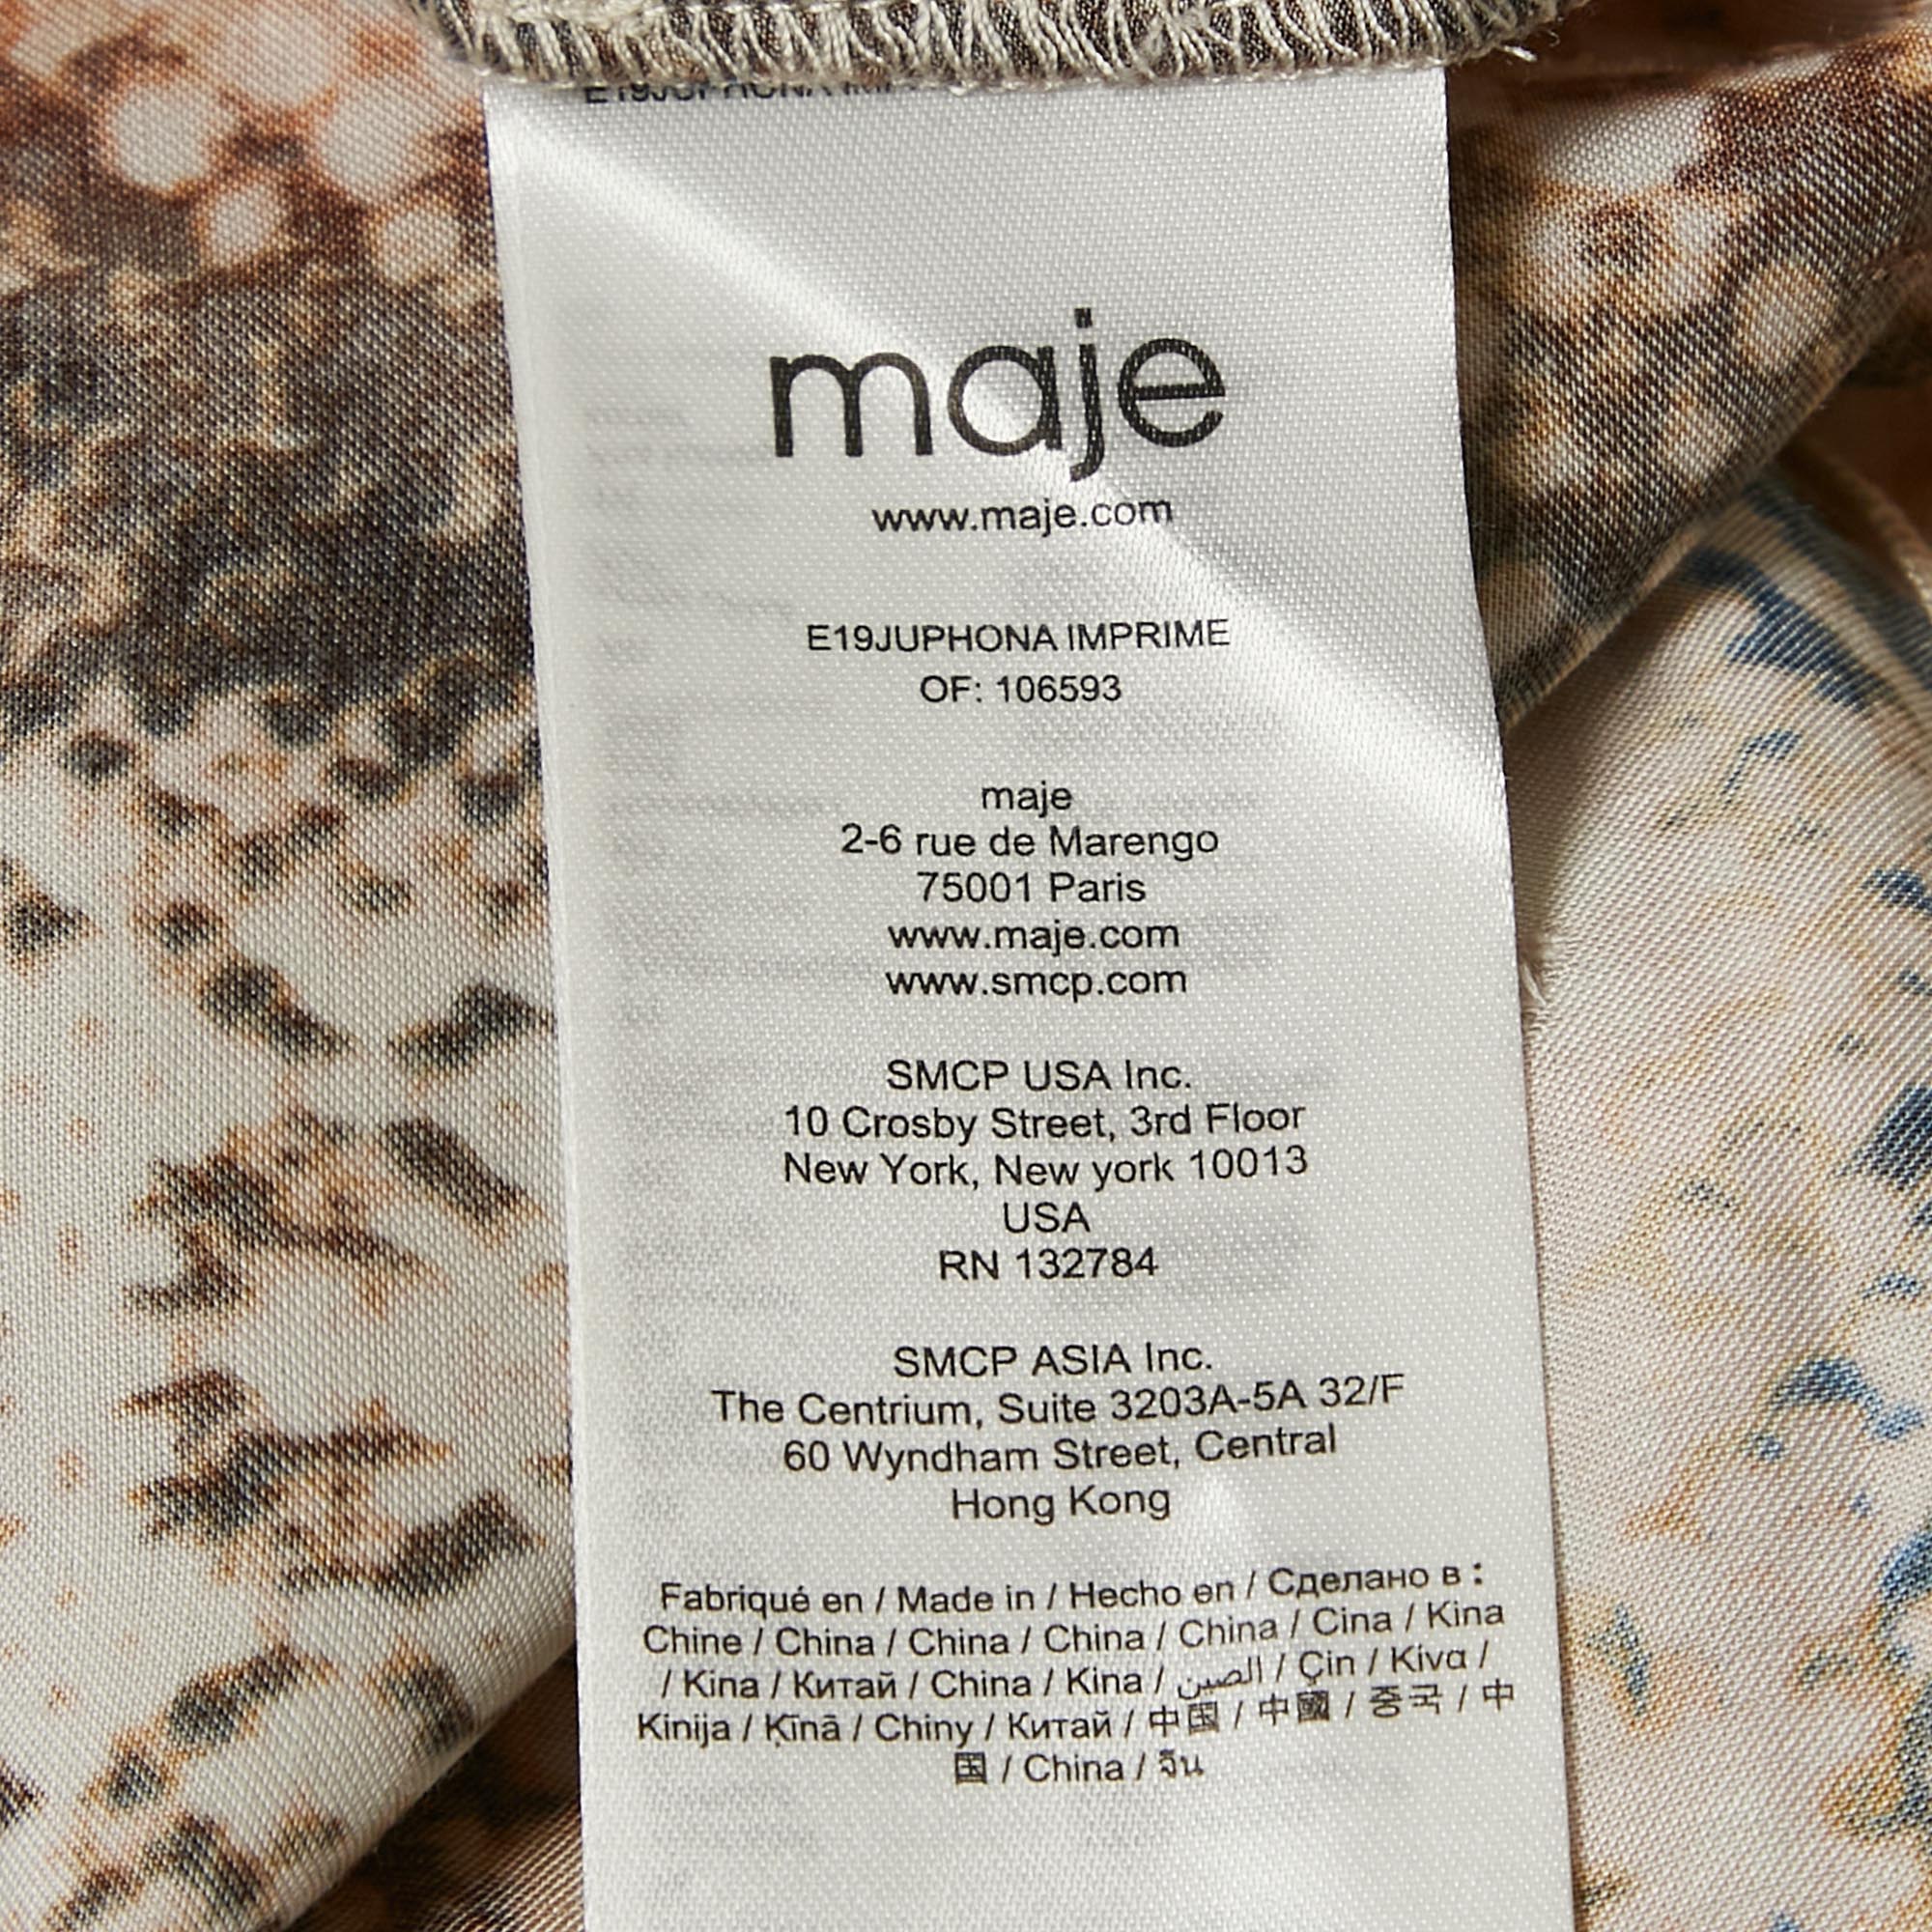 maje
www.maje.com
E19JUPHONA IMPRIME
OF: 106593
maje
2-6 rue de Marengo
75001 Paris
www.maje.com
www.smcp.com
SMCP USA Inc.
10 Crosby Street, 3rd Floor
New York, New york 10013
USA
RN 132784
SMCP ASIA Inc.
The Centrium, Suite 3203A-5A 32/F
60 Wyndham Street, Central
Hong Kong
Fabriqué en / Made in / Hecho en / Сделано в :
Chine / China / China / China / China / Cina / Kina
/ Kina / Китай / China / Kina / الصين / Çin / Κίνα /
Kinija / Ķīnā / Chiny / Китай / 中国 / 中國 / 중국 / 中
国 / China / จีน